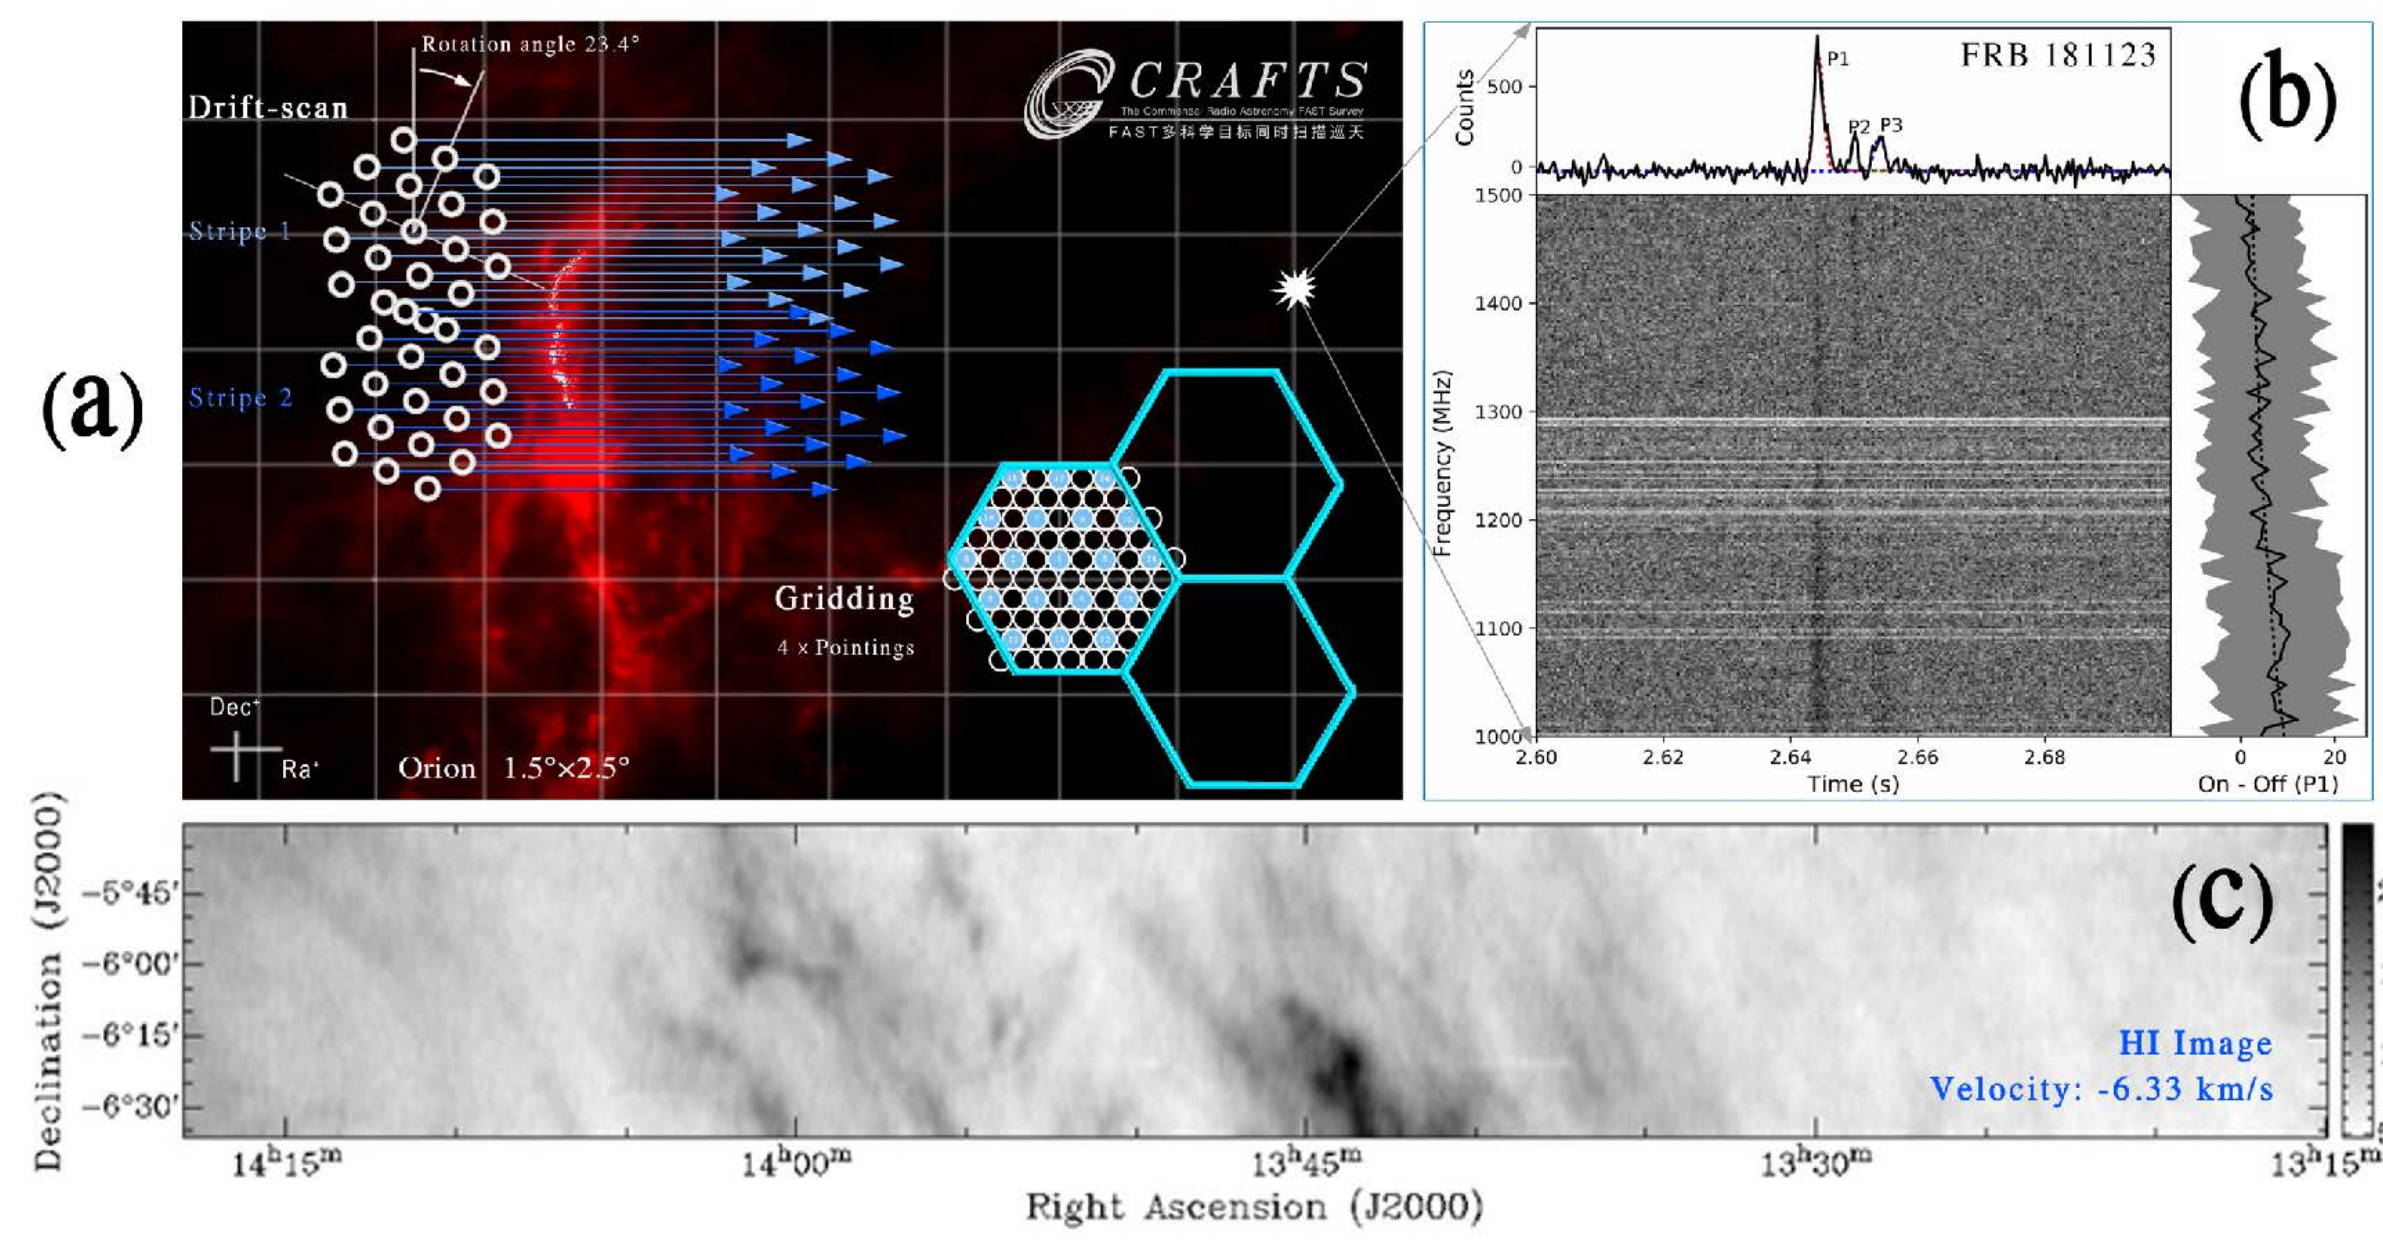 (a)
Rotation angle 23.4°
Drift-scan
Stripe 1
Stripe 2
CRAFTS
The Commensal Radio Astronomy FAST Survey
FAST多科学目标同时扫描巡天
Gridding
4 x Pointings
Dec⁺
Ra⁺
Orion 1.5°×2.5°
(b)
FRB 181123
P1
P2
P3
Counts
500
0
Frequency (MHz)
1500
1400
1300
1200
1100
1000
2.60
2.62
2.64
2.66
2.68
Time (s)
0
20
On - Off (P1)
(c)
Declination (J2000)
−5°45'
−6°00'
−6°15'
−6°30'
HI Image
Velocity: -6.33 km/s
14ʰ15ᵐ
14ʰ00ᵐ
13ʰ45ᵐ
13ʰ30ᵐ
13ʰ15ᵐ
Right Ascension (J2000)